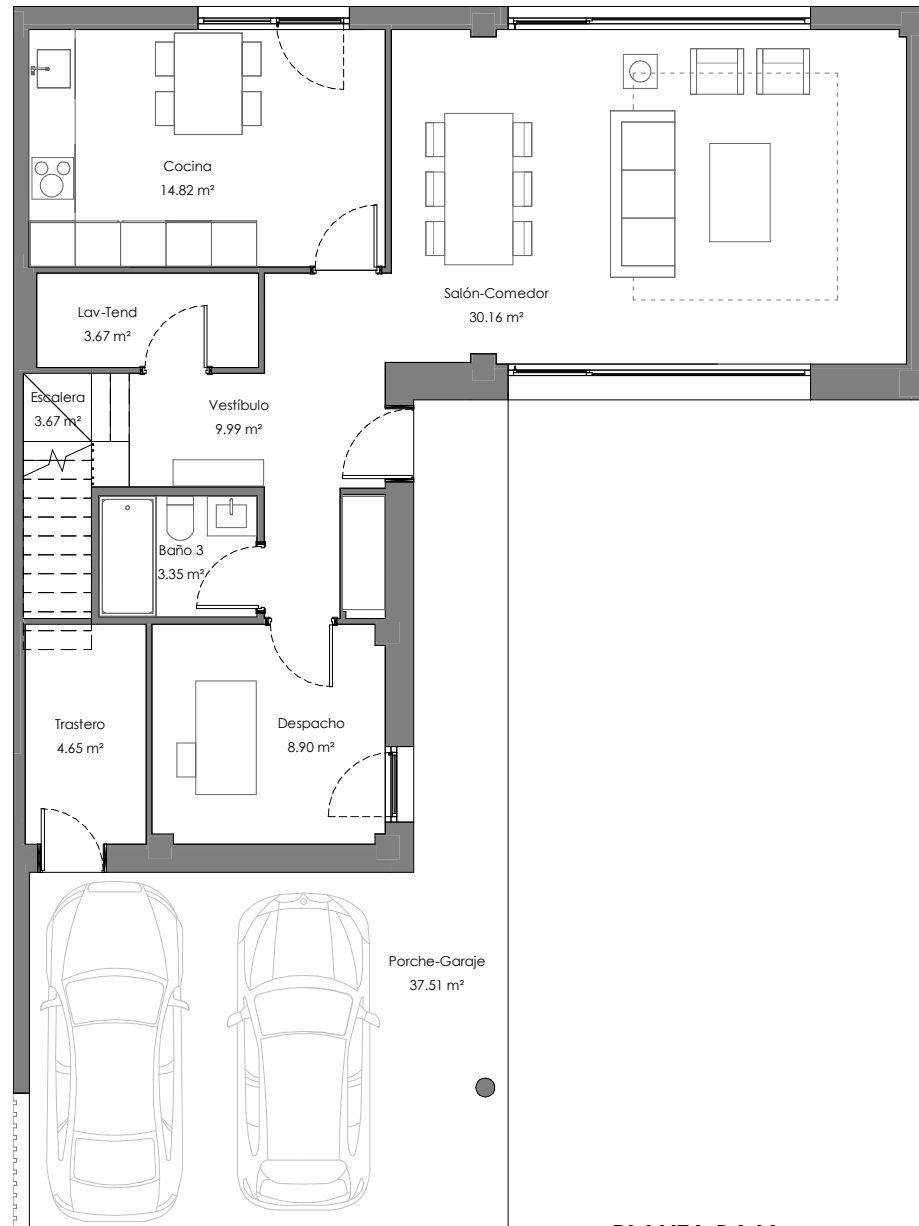 Cocina
14.82 m²
Salón-Comedor
30.16 m²
Lav-Tend
3.67 m²
Escalera
3.67 m²
Vestíbulo
9.99 m²
Baño 3
3.35 m²
Trastero
4.65 m²
Despacho
8.90 m²
Porche-Garaje
37.51 m²